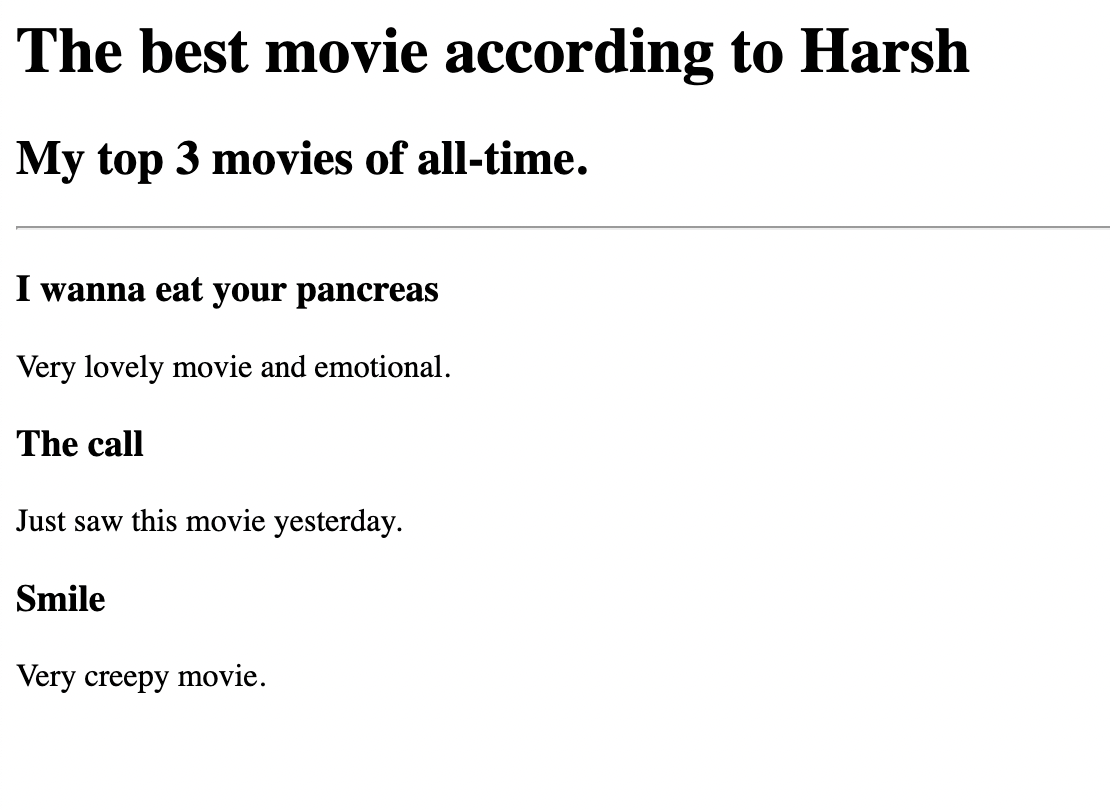 The best movie according to Harsh
My top 3 movies of all-time.
I wanna eat your pancreas
Very lovely movie and emotional.
The call
Just saw this movie yesterday.
Smile
Very creepy movie.